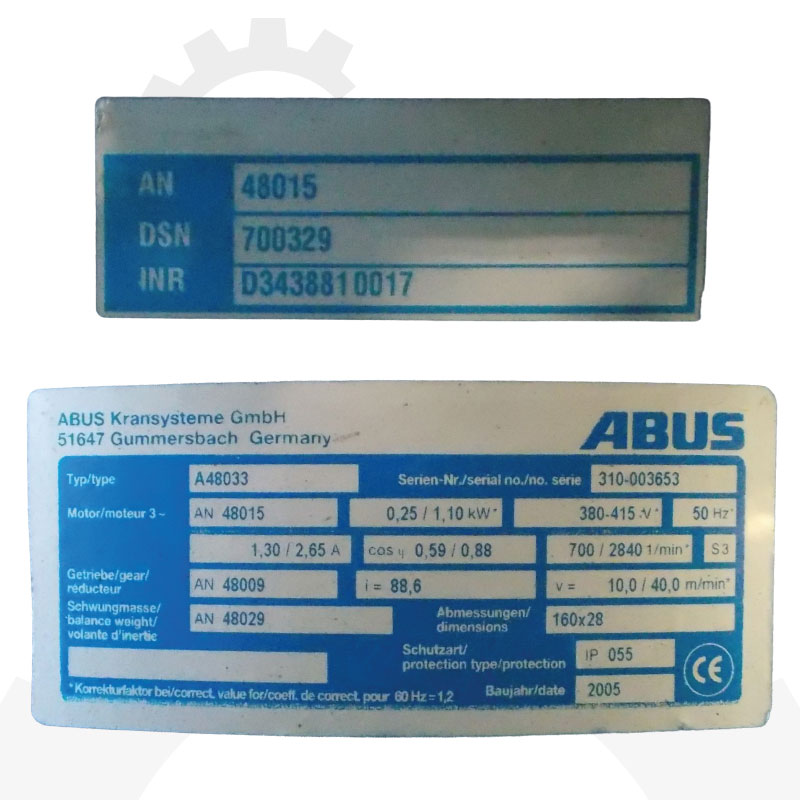 AN 48015
DSN 700329
INR D3438810017
ABUS Kransysteme GmbH
51647 Gummersbach Germany
ABUS
Typ/type A48033 Serien-Nr./serial no./no. série 310-003653
Motor/moteur 3~ AN 48015 0,25 / 1,10 kW* 380-415 V* 50 Hz*
1,30 / 2,65 A cos φ 0,59 / 0,88 700 / 2840 1/min* S3
Getriebe/gear/
réducteur AN 48009 i = 88,6 v = 10,0 / 40,0 m/min*
Schwungmasse/
balance weight/
volante d'inertie AN 48029 Abmessungen/
dimensions 160x28
Schutzart/
protection type/protection IP 055
*Korrekturfaktor bei/correct. value for/coeff. de correct. pour 60 Hz=1,2 Baujahr/date 2005
CE